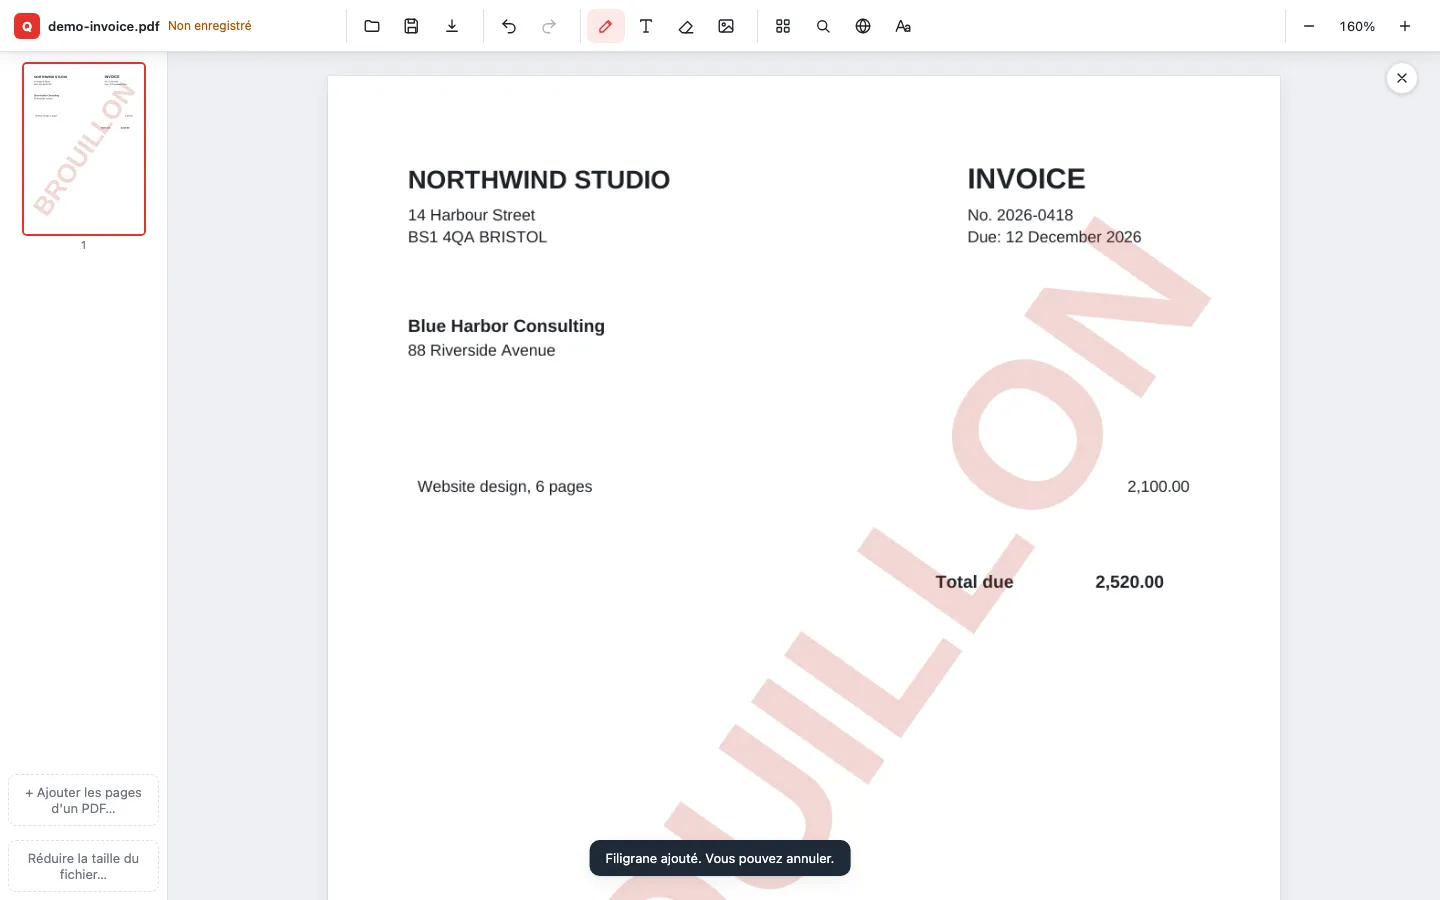 Q demo-invoice.pdf Non enregistré
160%
NORTHWIND STUDIO
14 Harbour Street
BS1 4QA BRISTOL
INVOICE
No. 2026-0418
Due: 12 December 2026
Blue Harbor Consulting
88 Riverside Avenue
Website design, 6 pages 2,100.00
Total due 2,520.00
BROUILLON
1
+ Ajouter les pages
d'un PDF...
Réduire la taille du
fichier...
Filigrane ajouté. Vous pouvez annuler.